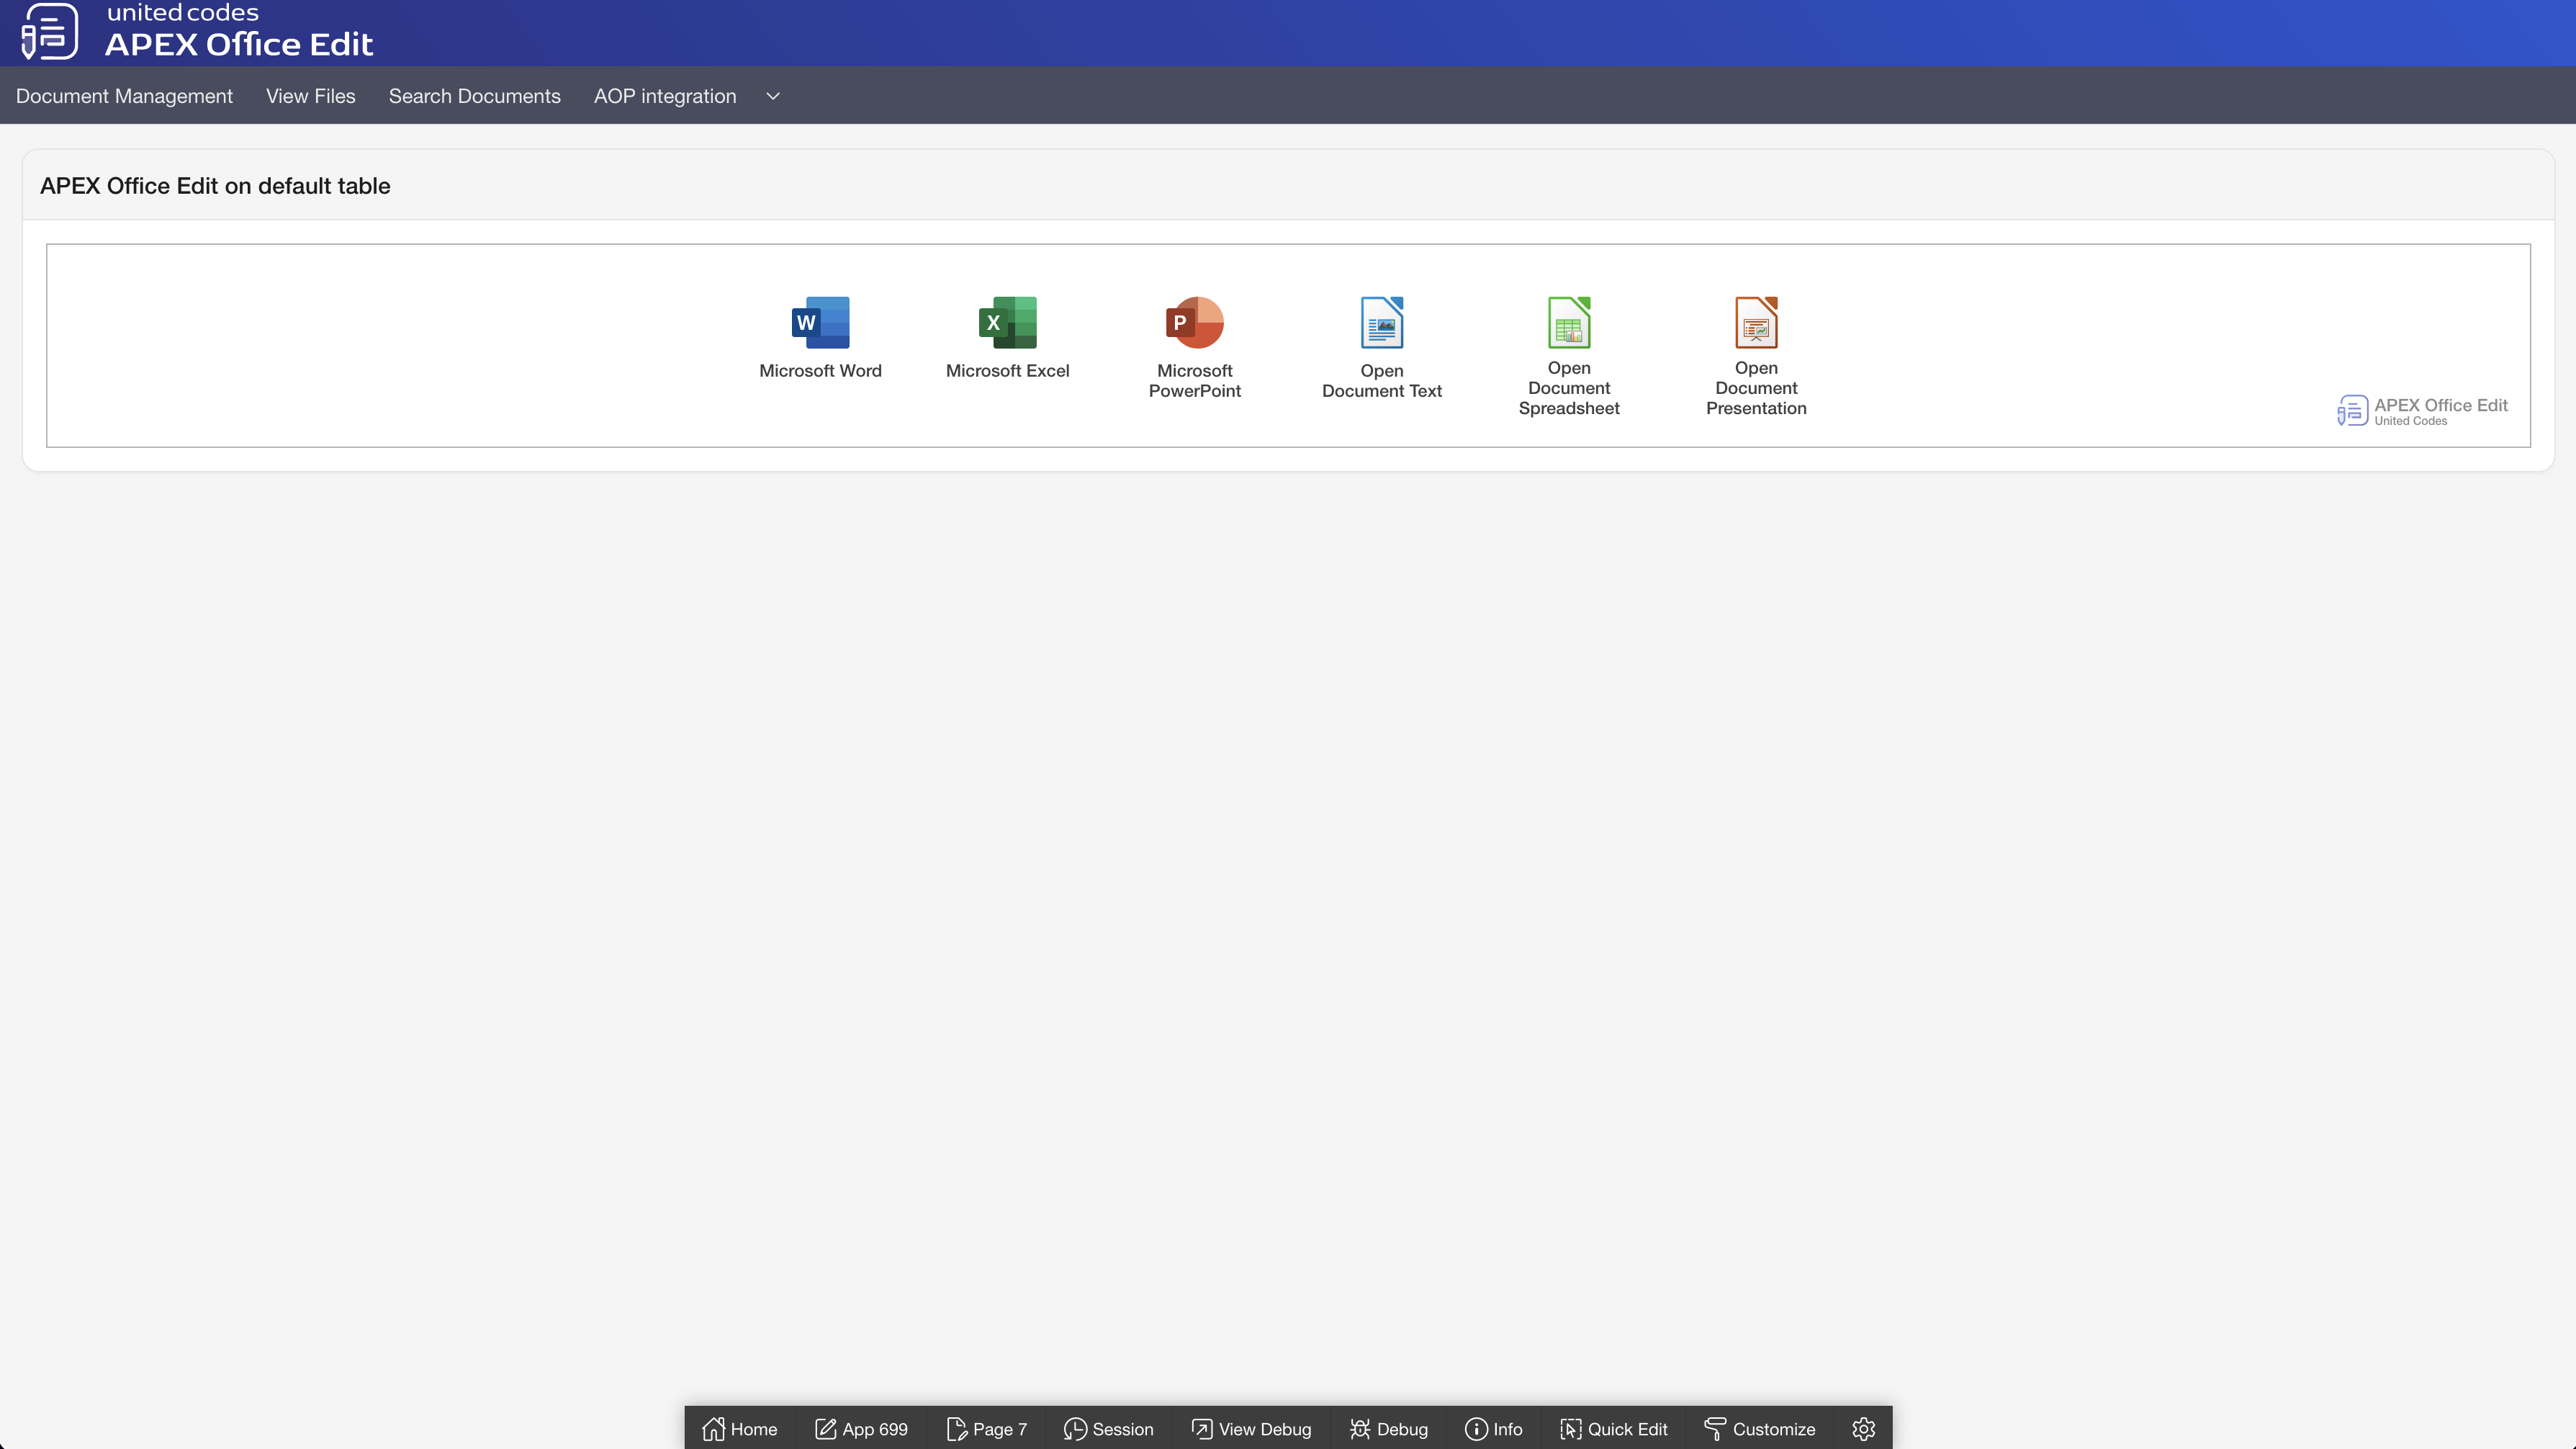 united codes
APEX Office Edit
Document Management View Files Search Documents AOP integration
APEX Office Edit on default table
W X P
Microsoft Word Microsoft Excel Microsoft PowerPoint Open Document Text Open Document Spreadsheet Open Document Presentation
APEX Office Edit
United Codes
Home App 699 Page 7 Session View Debug Debug Info Quick Edit Customize